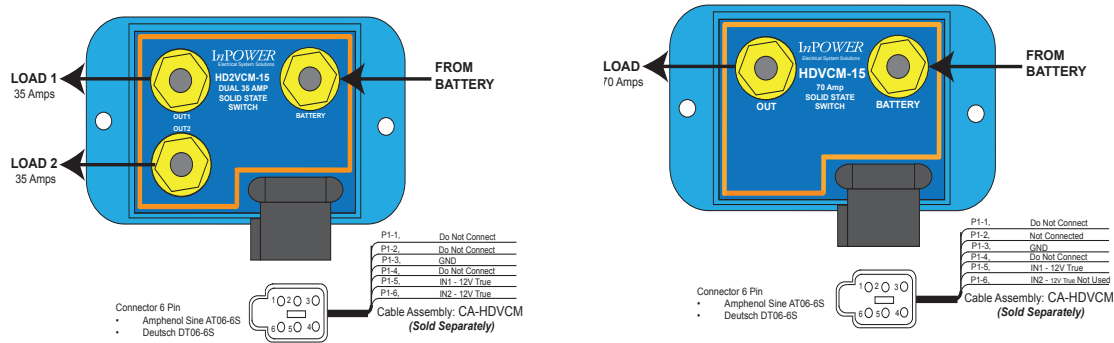 InPOWER
Electrical System Solutions
HD2VCM-15
DUAL 35 AMP
SOLID STATE
SWITCH
OUT1
OUT2
BATTERY
LOAD 1
35 Amps
LOAD 2
35 Amps
FROM
BATTERY
P1-1, Do Not Connect
P1-2, Do Not Connect
P1-3, GND
P1-4, Do Not Connect
P1-5, IN1 - 12V True
P1-6, IN2 - 12V True
Connector 6 Pin
• Amphenol Sine AT06-6S
• Deutsch DT06-6S
1 2 3
6 5 4
Cable Assembly: CA-HDVCM
(Sold Separately)
InPOWER
Electrical System Solutions
HDVCM-15
70 Amp
SOLID STATE
SWITCH
OUT
BATTERY
LOAD
70 Amps
FROM
BATTERY
P1-1, Do Not Connect
P1-2, Not Connected
P1-3, GND
P1-4, Do Not Connect
P1-5, IN1 - 12V True
P1-6, IN2 - 12V True Not Used
Connector 6 Pin
• Amphenol Sine AT06-6S
• Deutsch DT06-6S
1 2 3
6 5 4
Cable Assembly: CA-HDVCM
(Sold Separately)